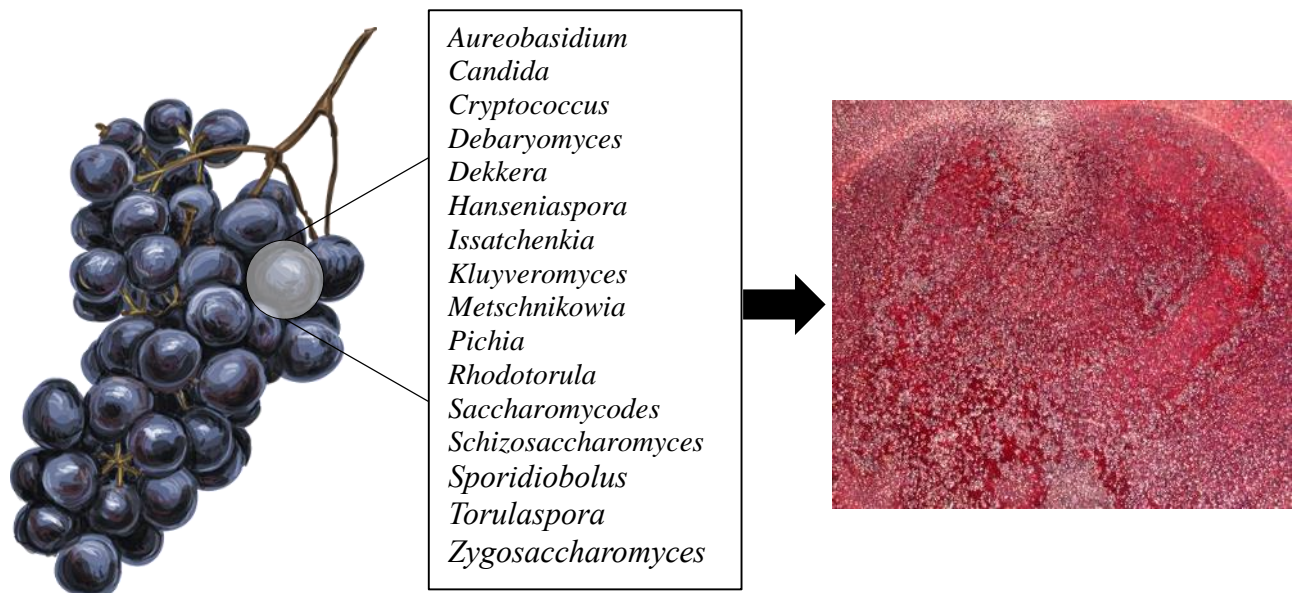 Aureobasidium
Candida
Cryptococcus
Debaryomyces
Dekkera
Hanseniaspora
Issatchenkia
Kluyveromyces
Metschnikowia
Pichia
Rhodotorula
Saccharomycodes
Schizosaccharomyces
Sporidiobolus
Torulaspora
Zygosaccharomyces